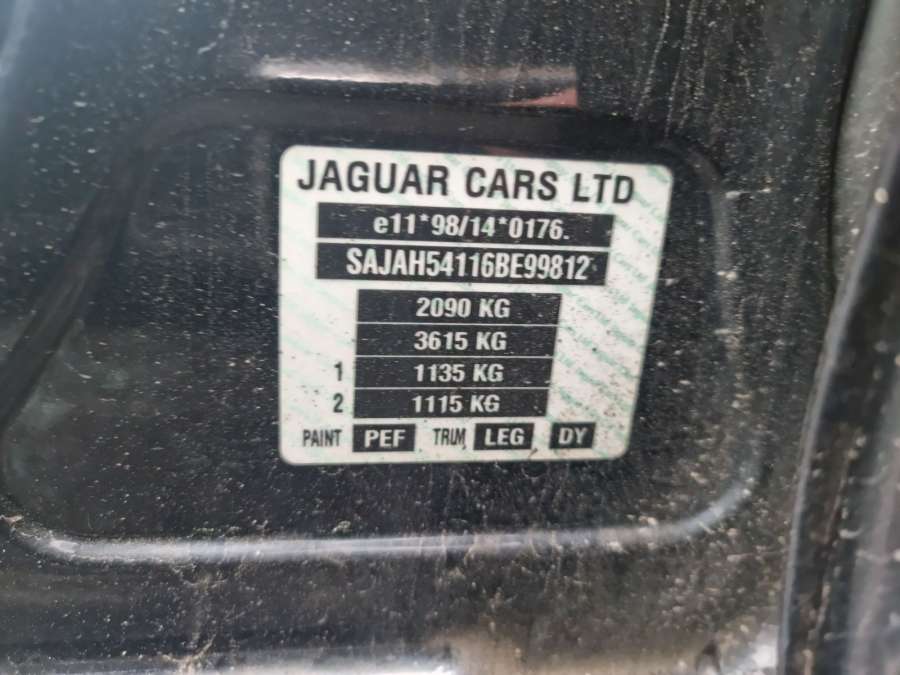 JAGUAR CARS LTD
e11*98/14*0176.
SAJAH54116BE99812
2090 KG
3615 KG
1 1135 KG
2 1115 KG
PAINT PEF TRIM LEG DY